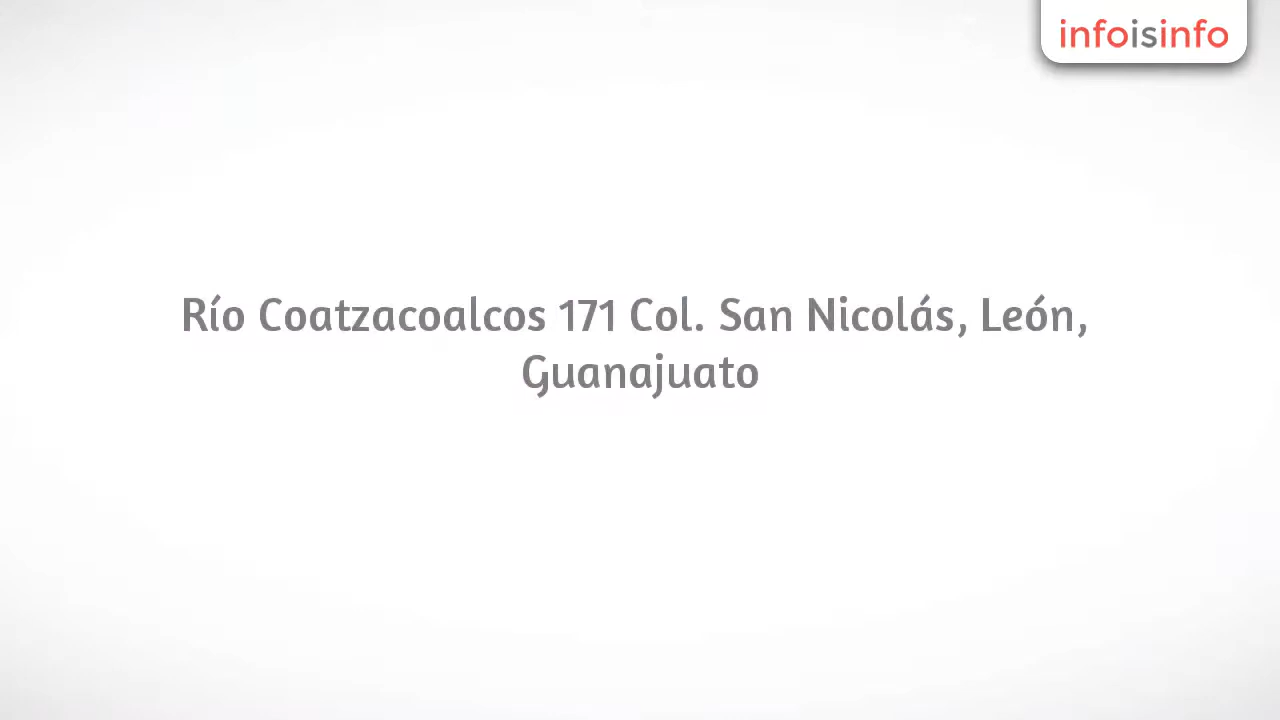 infoisinfo
Río Coatzacoalcos 171 Col. San Nicolás, León,
Guanajuato